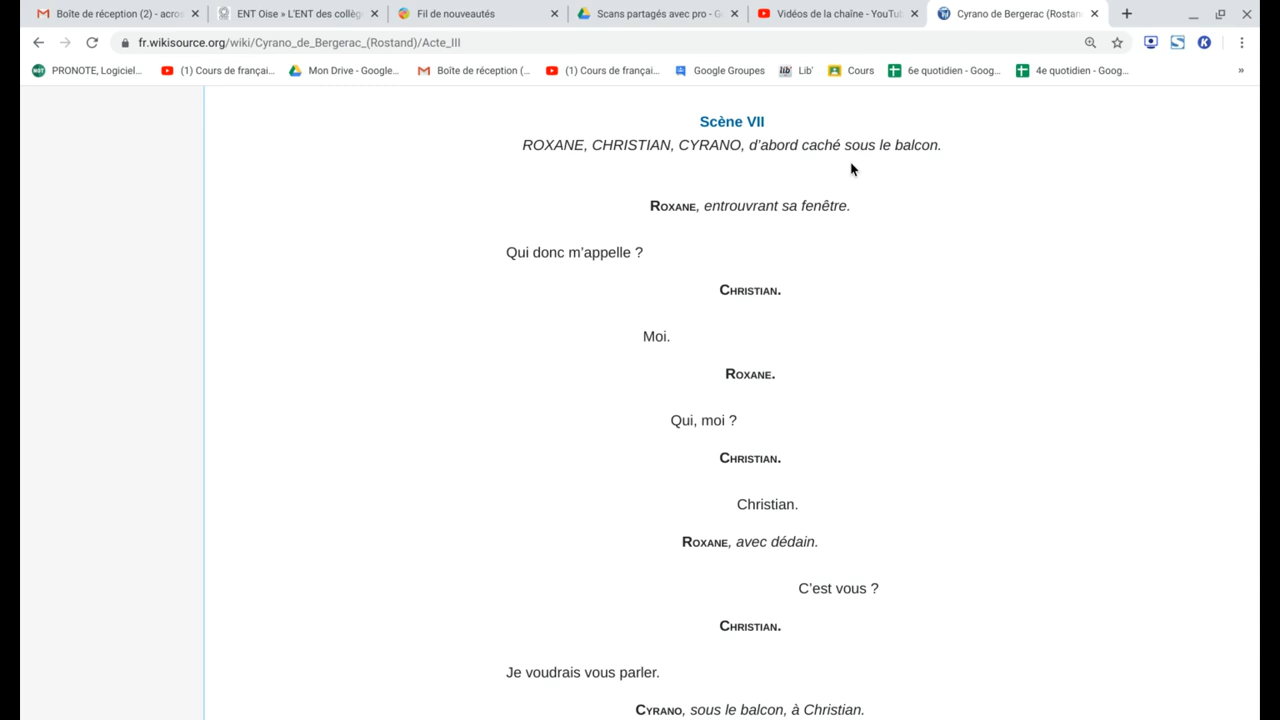 Boîte de réception (2) - acros
ENT Oise » L'ENT des collèg
Fil de nouveautés
Scans partagés avec pro - G
Vidéos de la chaîne - YouTu
Cyrano de Bergerac (Rostan
fr.wikisource.org/wiki/Cyrano_de_Bergerac_(Rostand)/Acte_III
PRONOTE, Logiciel...
(1) Cours de françai...
Mon Drive - Google...
Boîte de réception (...
(1) Cours de françai...
Google Groupes
lib' Lib'
Cours
6e quotidien - Goog...
4e quotidien - Goog...
»
Scène VII
ROXANE, CHRISTIAN, CYRANO, d’abord caché sous le balcon.
Roxane, entrouvrant sa fenêtre.
Qui donc m’appelle ?
Christian.
Moi.
Roxane.
Qui, moi ?
Christian.
Christian.
Roxane, avec dédain.
C’est vous ?
Christian.
Je voudrais vous parler.
Cyrano, sous le balcon, à Christian.